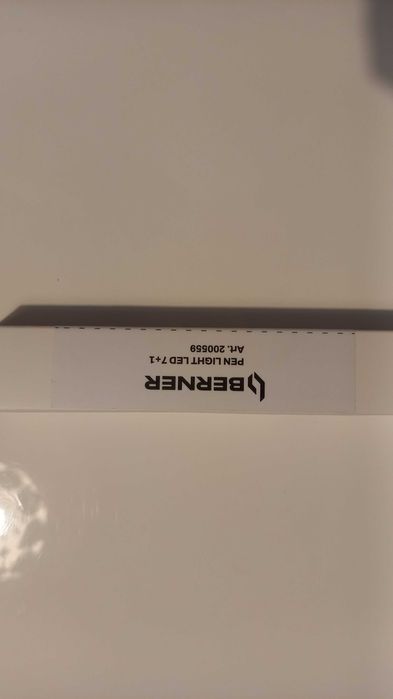 BERNER
PEN LIGHT LED 7+1
Art. 200559